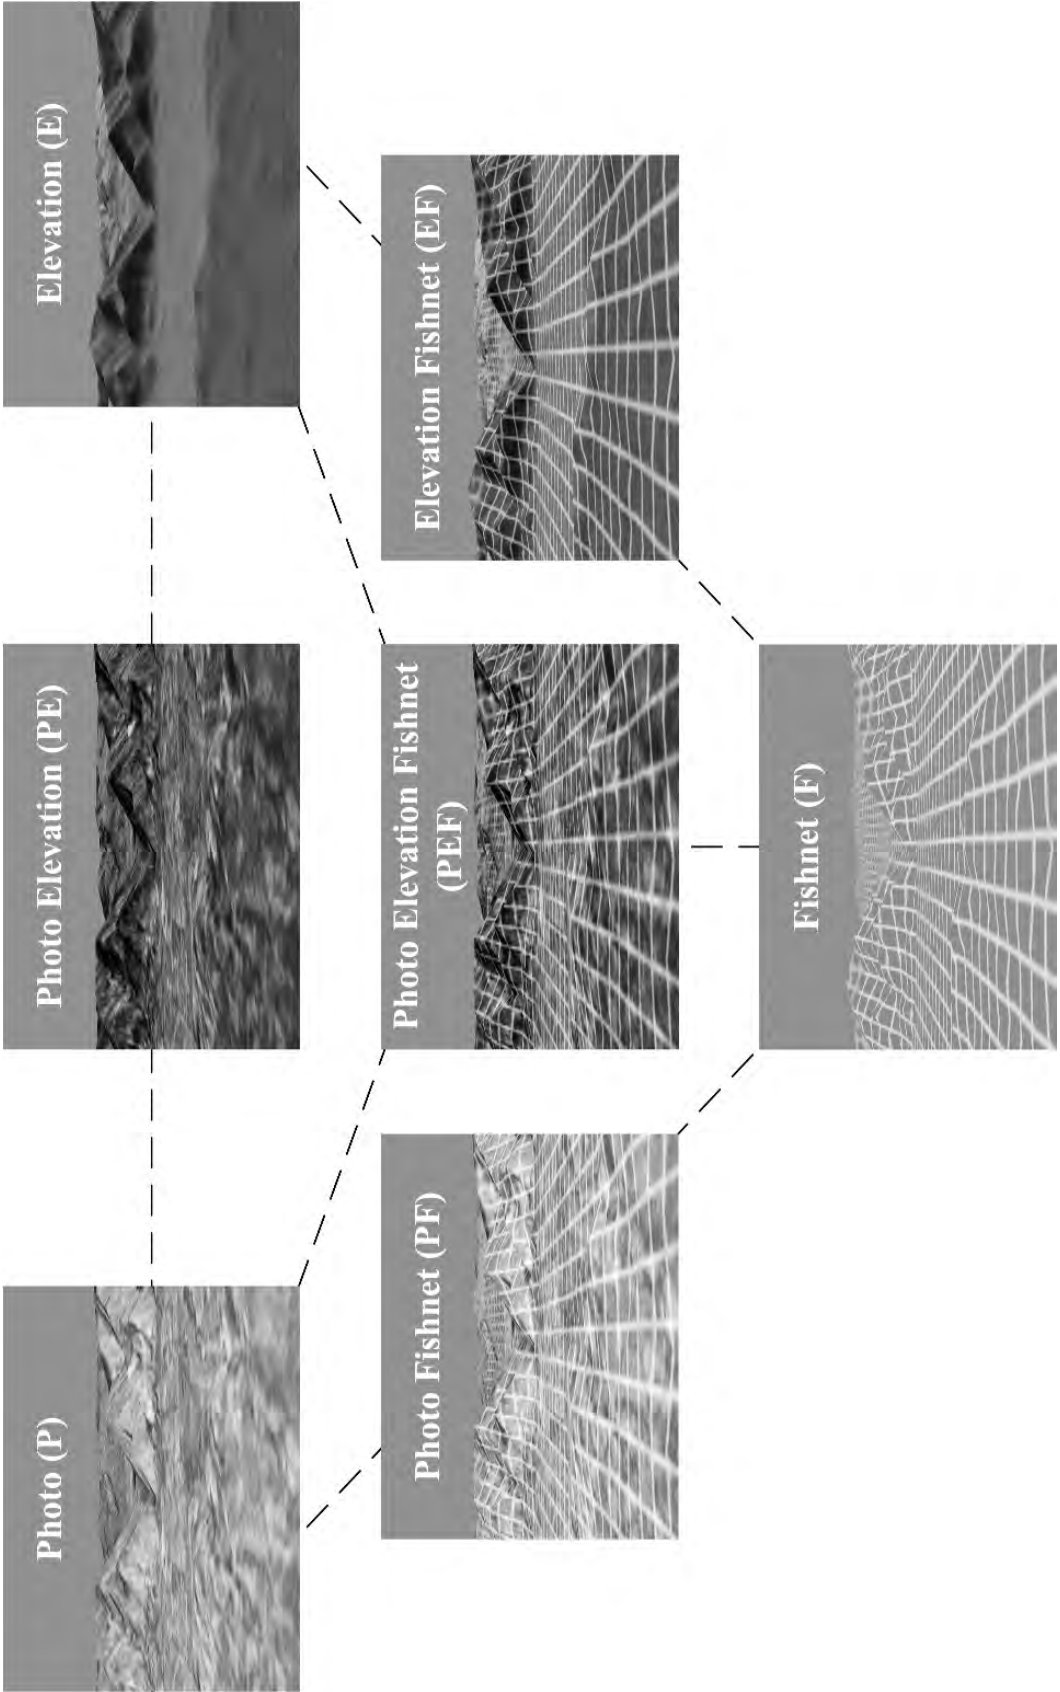 Photo (P)
Photo Elevation (PE)
Elevation (E)
Photo Fishnet (PF)
Photo Elevation Fishnet
(PEF)
Elevation Fishnet (EF)
Fishnet (F)